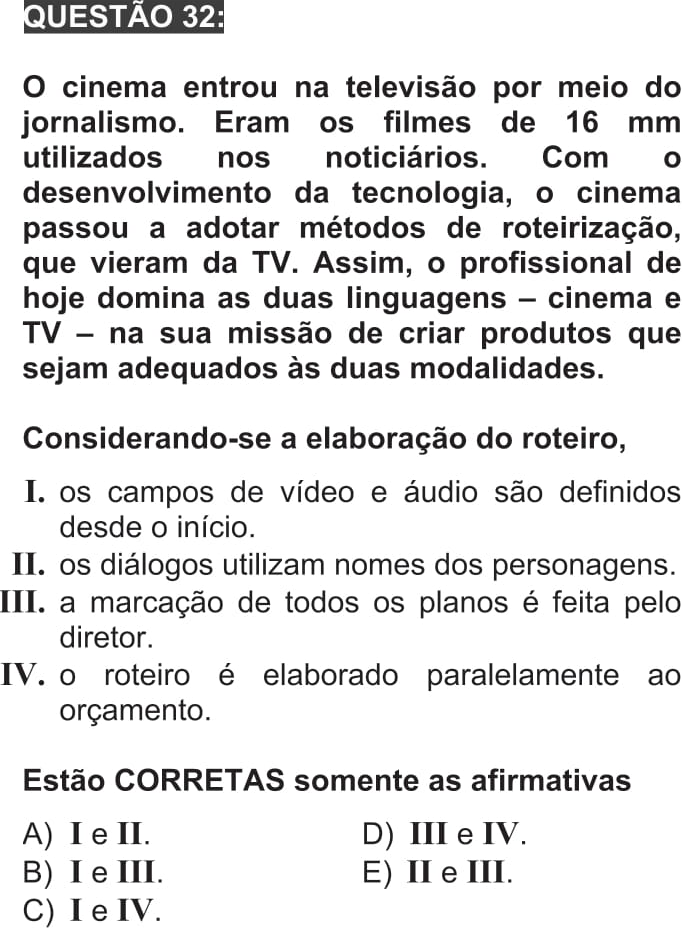 QUESTÃO 32:
O cinema entrou na televisão por meio do
jornalismo. Eram os filmes de 16 mm
utilizados nos noticiários. Com o
desenvolvimento da tecnologia, o cinema
passou a adotar métodos de roteirização,
que vieram da TV. Assim, o profissional de
hoje domina as duas linguagens – cinema e
TV – na sua missão de criar produtos que
sejam adequados às duas modalidades.
Considerando-se a elaboração do roteiro,
I. os campos de vídeo e áudio são definidos
desde o início.
II. os diálogos utilizam nomes dos personagens.
III. a marcação de todos os planos é feita pelo
diretor.
IV. o roteiro é elaborado paralelamente ao
orçamento.
Estão CORRETAS somente as afirmativas
A) I e II.
B) I e III.
C) I e IV.
D) III e IV.
E) II e III.